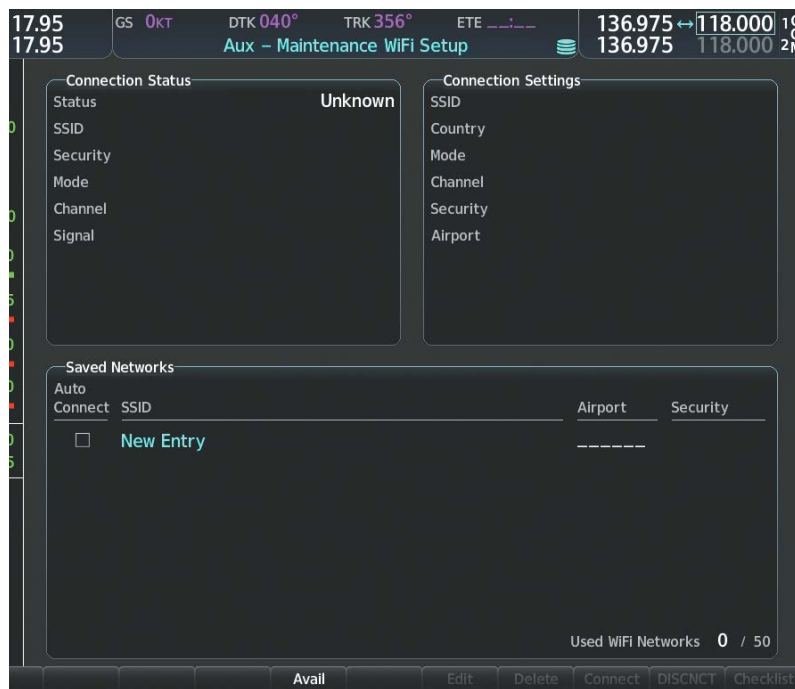 17.95 GS 0KT DTK 040° TRK 356° ETE __:__ 136.975 ↔ 118.000
17.95 Aux – Maintenance WiFi Setup 136.975 118.000
Connection Status
Status Unknown
SSID
Security
Mode
Channel
Signal
Connection Settings
SSID
Country
Mode
Channel
Security
Airport
Saved Networks
Auto
Connect SSID Airport Security
New Entry ______
Used WiFi Networks 0 / 50
Avail Edit Delete Connect DISCNCT Checklist